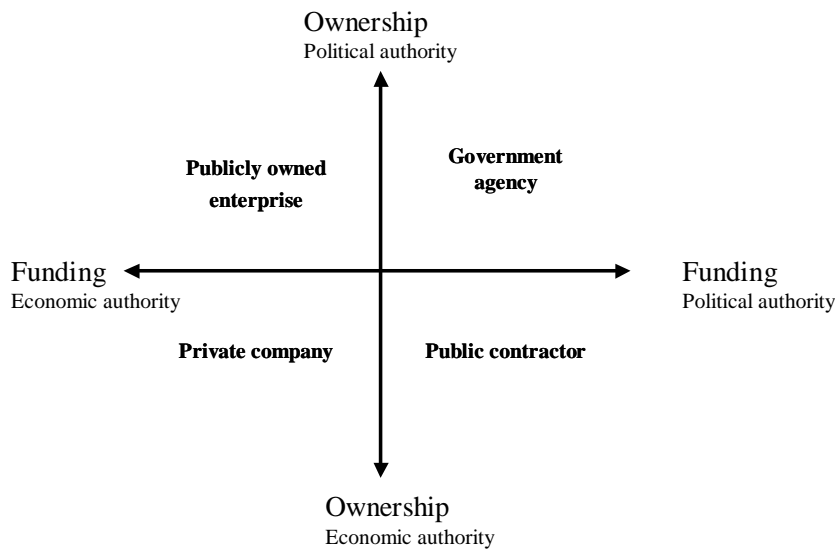 Ownership
Political authority
Publicly owned
enterprise
Government
agency
Funding
Economic authority
Funding
Political authority
Private company
Public contractor
Ownership
Economic authority